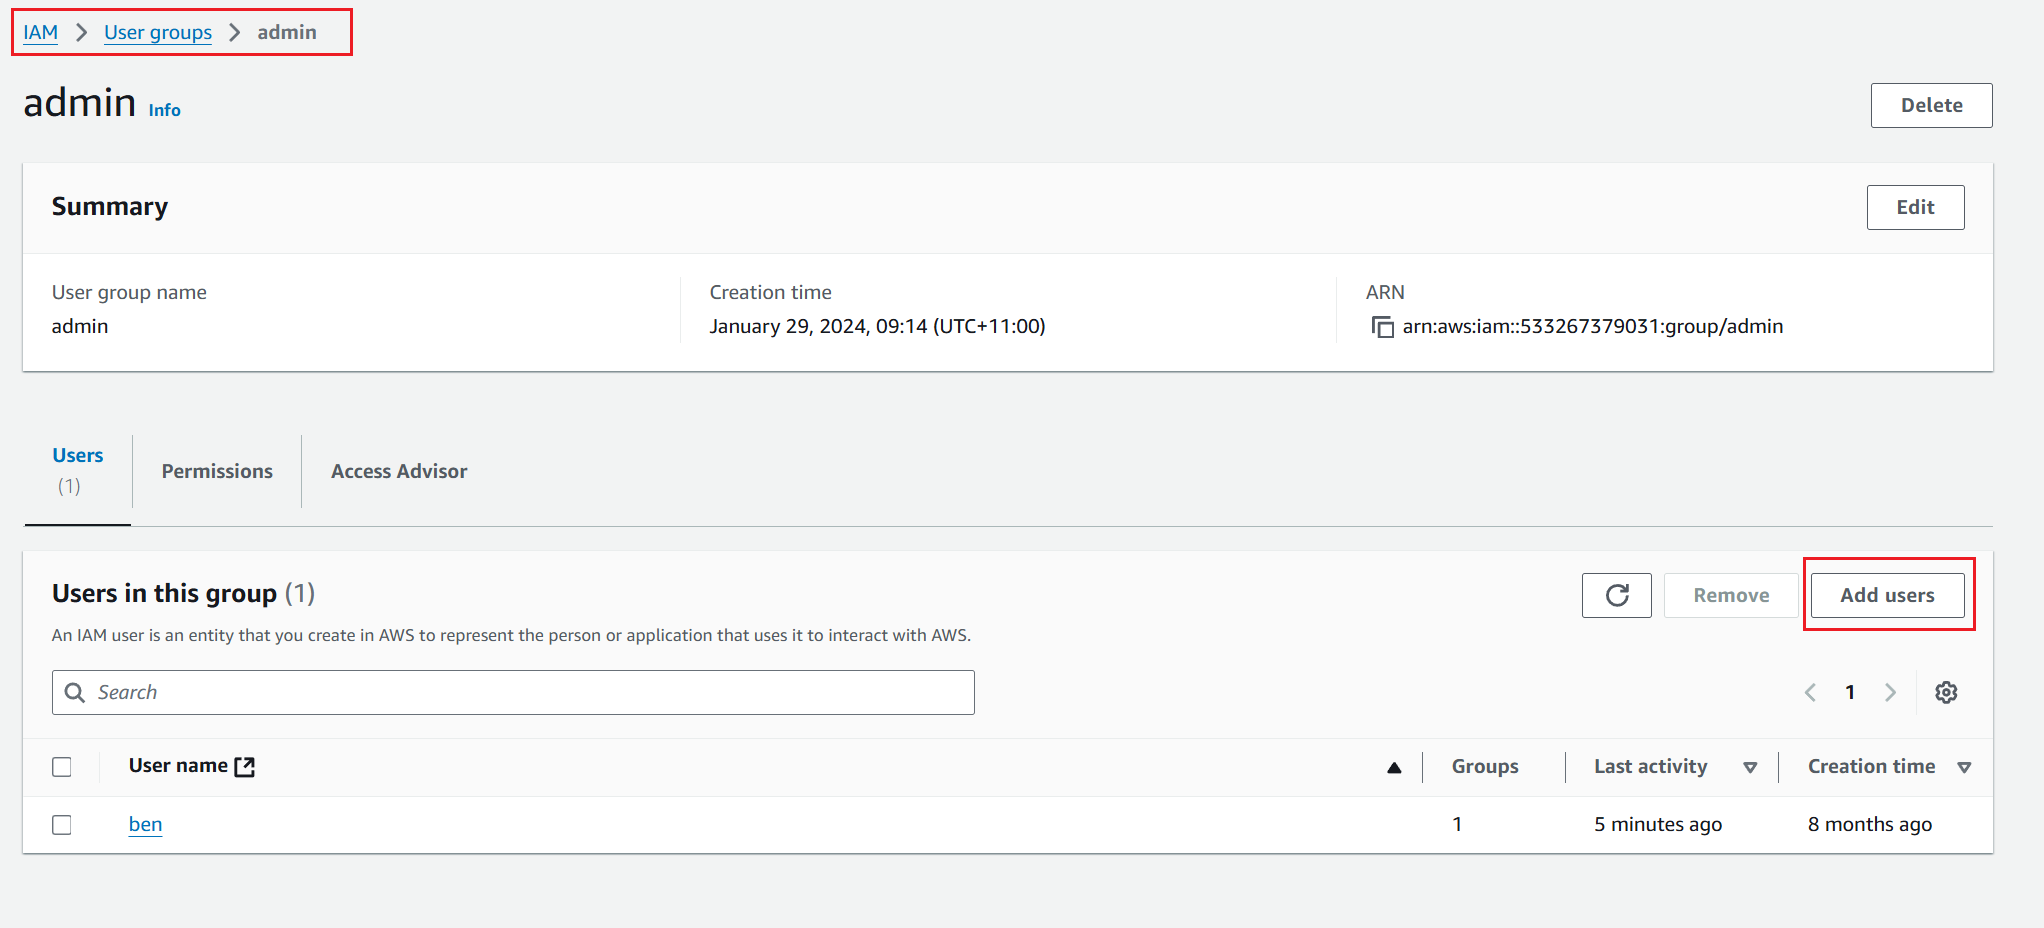 IAM > User groups > admin
admin Info
Delete
Summary
Edit
User group name
admin
Creation time
January 29, 2024, 09:14 (UTC+11:00)
ARN
arn:aws:iam::533267379031:group/admin
Users
(1)
Permissions
Access Advisor
Users in this group (1)
Remove
Add users
An IAM user is an entity that you create in AWS to represent the person or application that uses it to interact with AWS.
Search
1
User name
Groups
Last activity
Creation time
ben
1
5 minutes ago
8 months ago